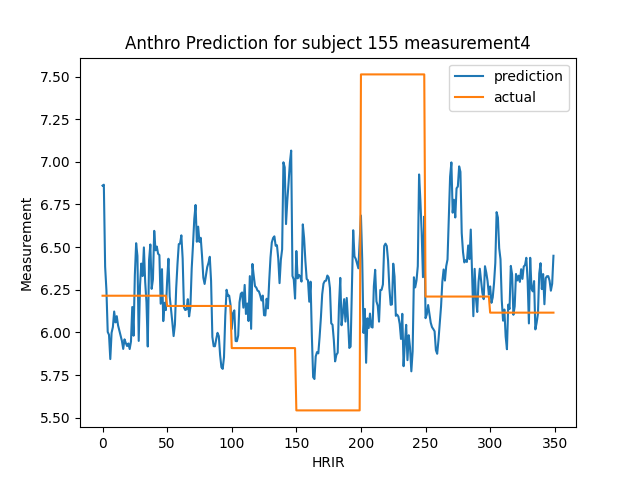 Anthro Prediction for subject 155 measurement4
prediction
actual
7.50
7.25
7.00
6.75
6.50
6.25
6.00
5.75
5.50
Measurement
0 50 100 150 200 250 300 350
HRIR